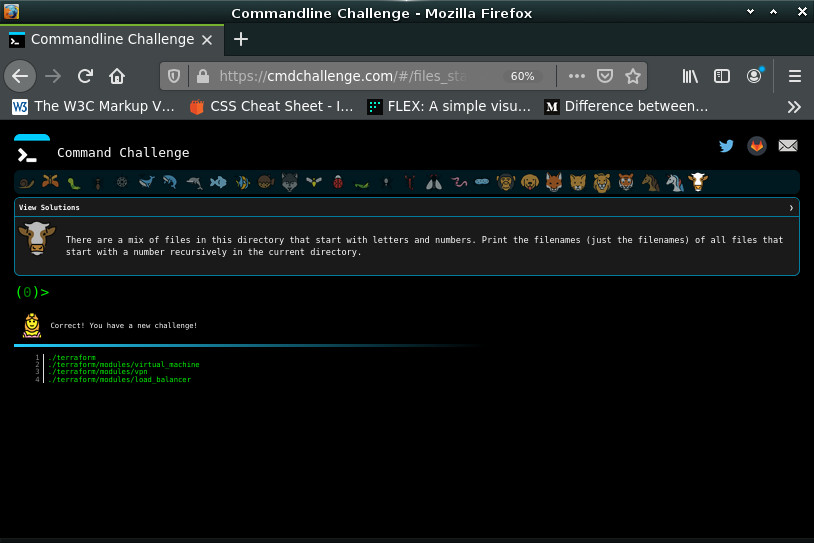 Commandline Challenge - Mozilla Firefox
Commandline Challenge
https://cmdchallenge.com/#/files_sta
60%
The W3C Markup V…
CSS Cheat Sheet - I…
FLEX: A simple visu…
M Difference between…
Command Challenge
View Solutions
There are a mix of files in this directory that start with letters and numbers. Print the filenames (just the filenames) of all files that
start with a number recursively in the current directory.
(0)>
Correct! You have a new challenge!
1 ./terraform
2 ./terraform/modules/virtual_machine
3 ./terraform/modules/vpn
4 ./terraform/modules/load_balancer